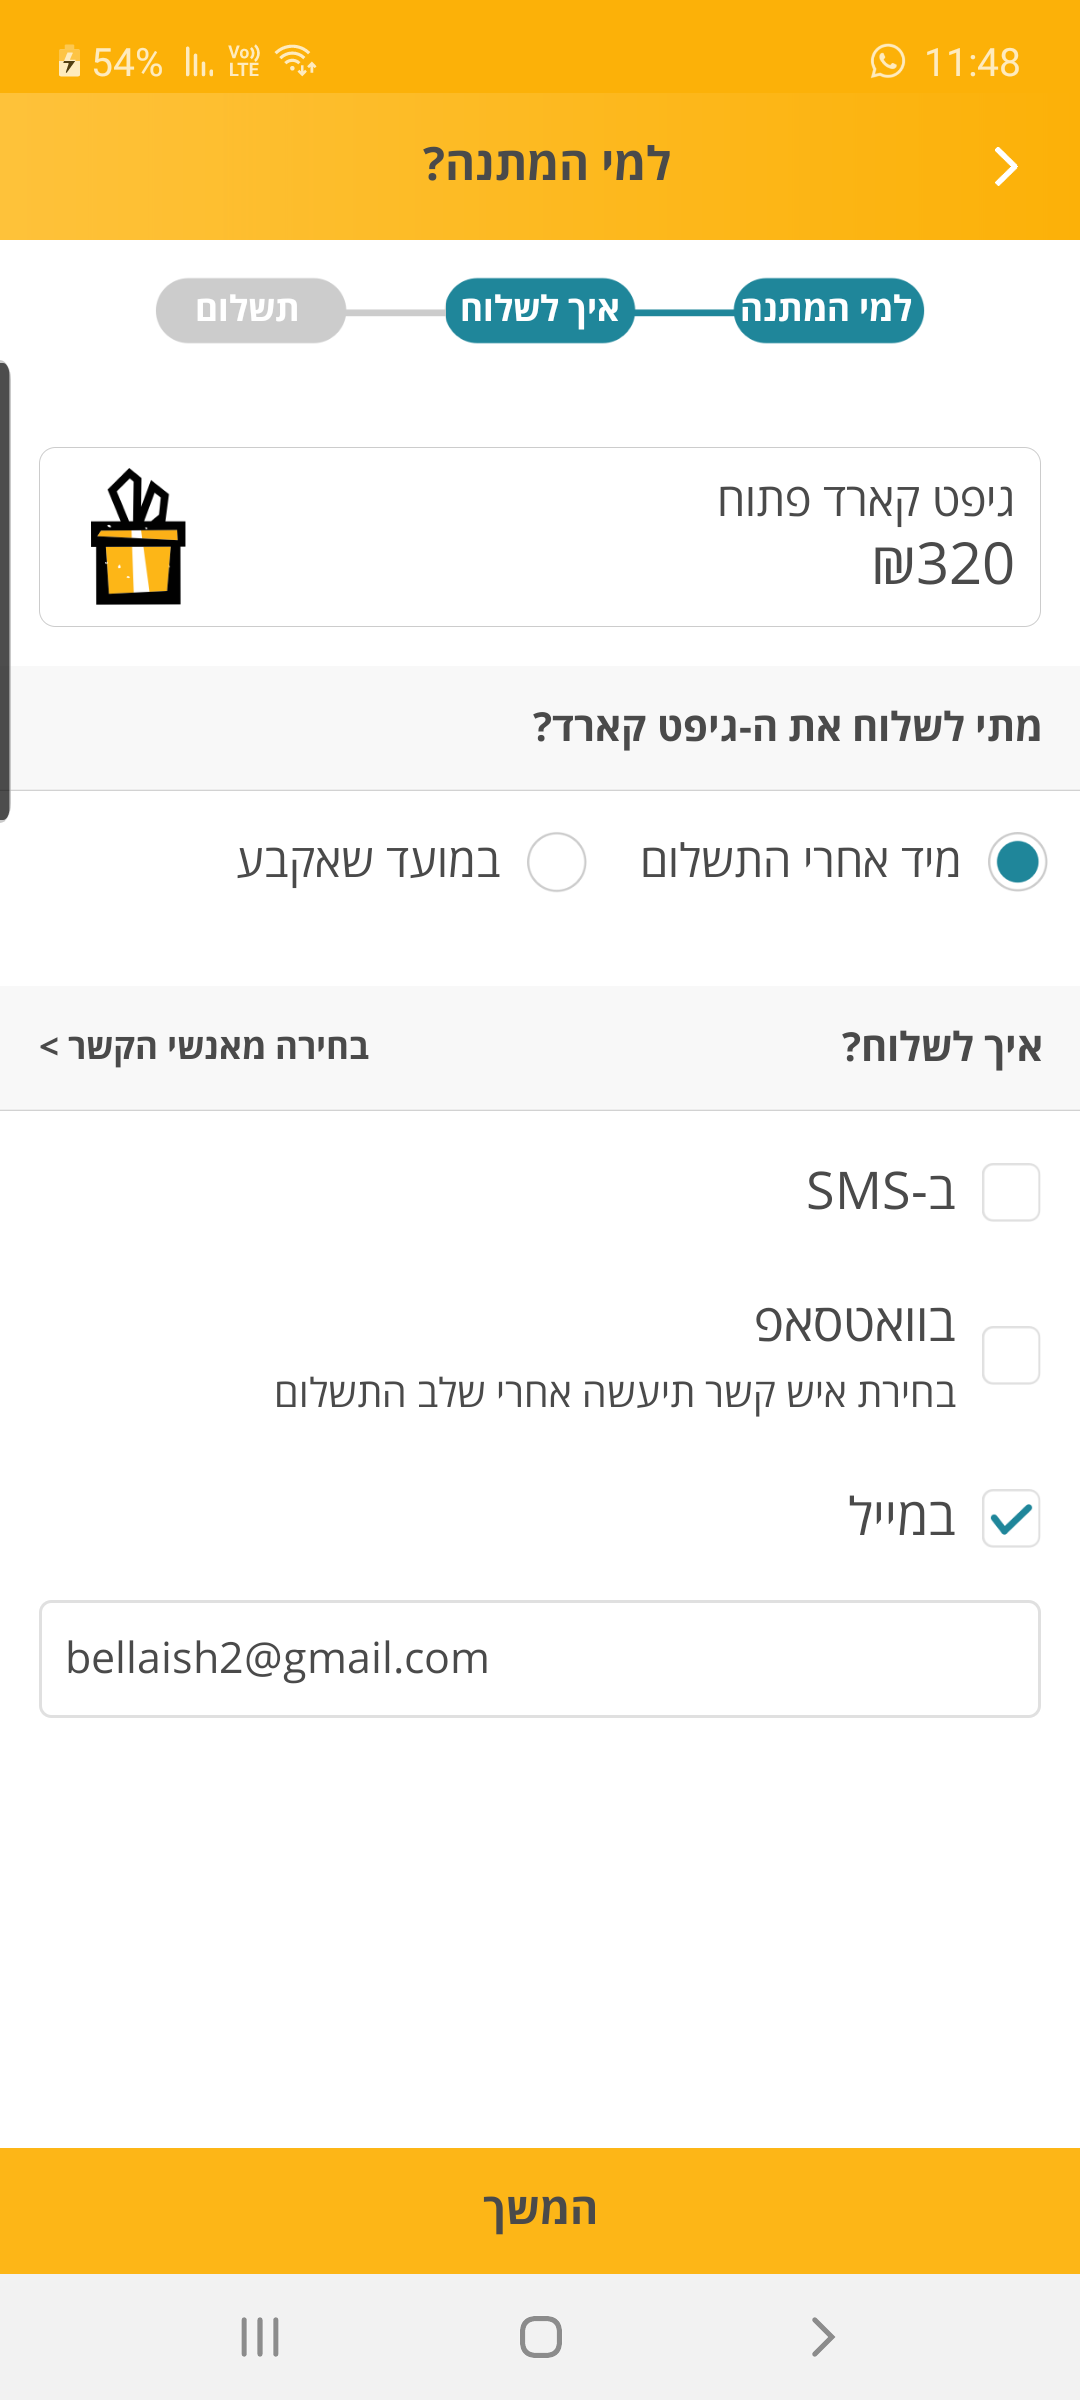 54% Vo)) LTE 11:48
למי המתנה?
למי המתנה איך לשלוח תשלום
גיפט קארד פתוח
₪320
מתי לשלוח את ה-גיפט קארד?
מיד אחרי התשלום במועד שאקבע
איך לשלוח? בחירה מאנשי הקשר >
ב-SMS
בוואטסאפ
בחירת איש קשר תיעשה אחרי שלב התשלום
במייל
bellaish2@gmail.com
המשך